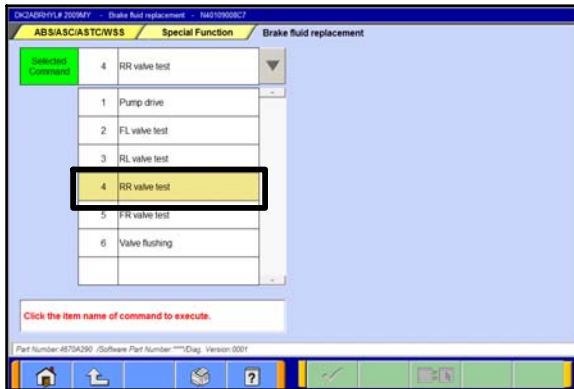 DK2ABRHYL# 2009MY - Brake fluid replacement - N40109008C7
ABS/ASC/ASTC/WSS Special Function Brake fluid replacement
Selected Command 4 RR valve test
1 Pump drive
2 FL valve test
3 RL valve test
4 RR valve test
5 FR valve test
6 Valve flushing
Click the item name of command to execute.
Part Number:4670A290 /Software Part Number:****/Diag. Version:0001
?